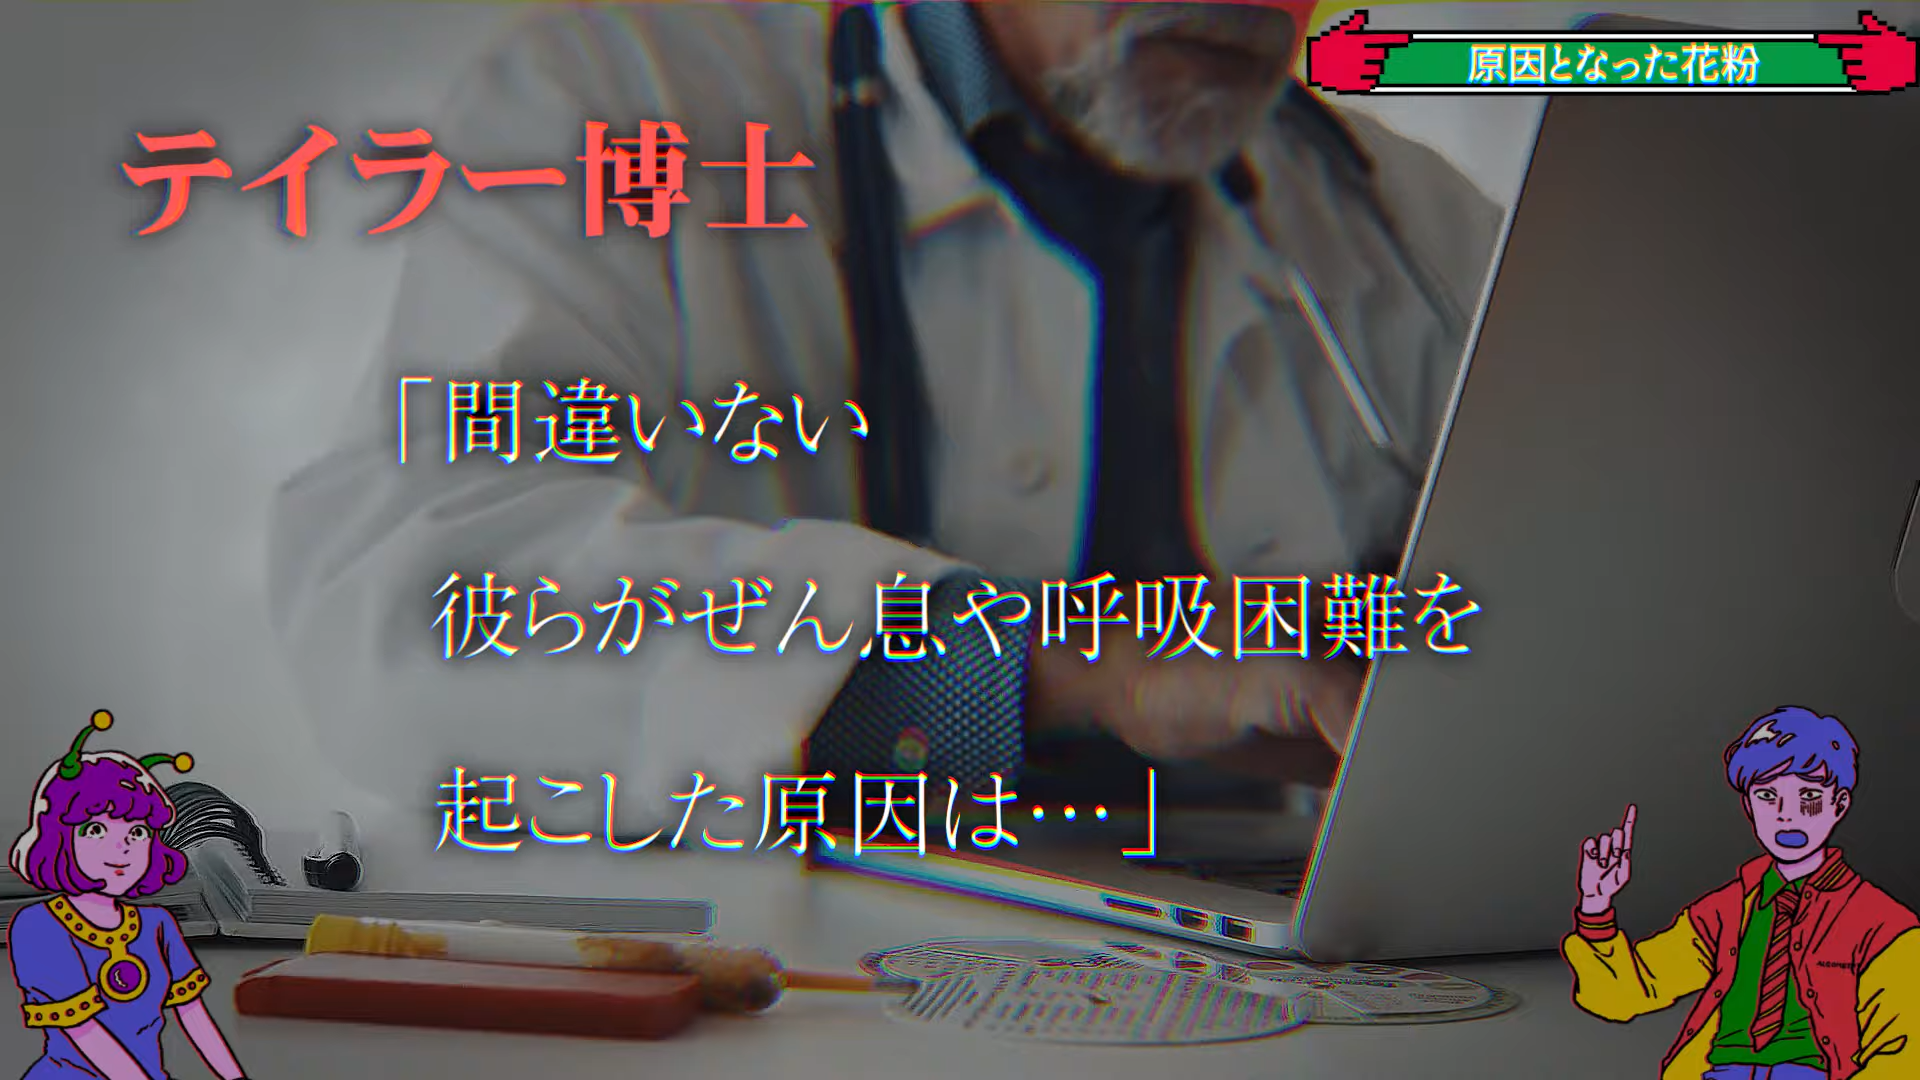 原因となった花粉
テイラー博士
「間違いない
彼らがぜん息や呼吸困難を
起こした原因は…」